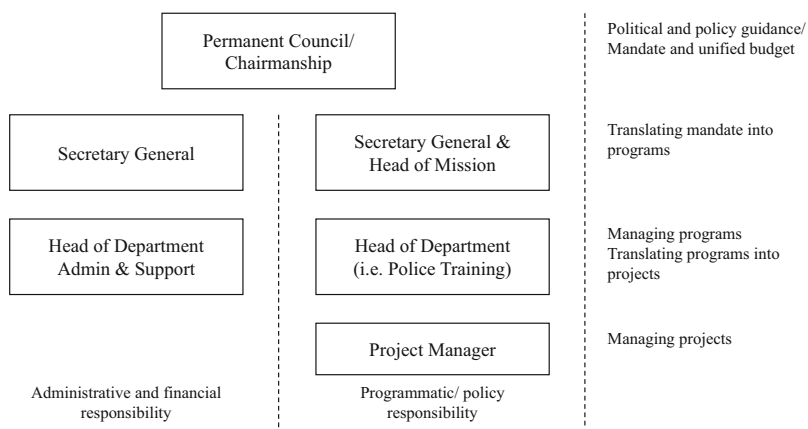 Permanent Council/
Chairmanship
Political and policy guidance/
Mandate and unified budget
Secretary General
Secretary General &
Head of Mission
Translating mandate into
programs
Head of Department
Admin & Support
Head of Department
(i.e. Police Training)
Managing programs
Translating programs into
projects
Project Manager
Managing projects
Administrative and financial
responsibility
Programmatic/ policy
responsibility